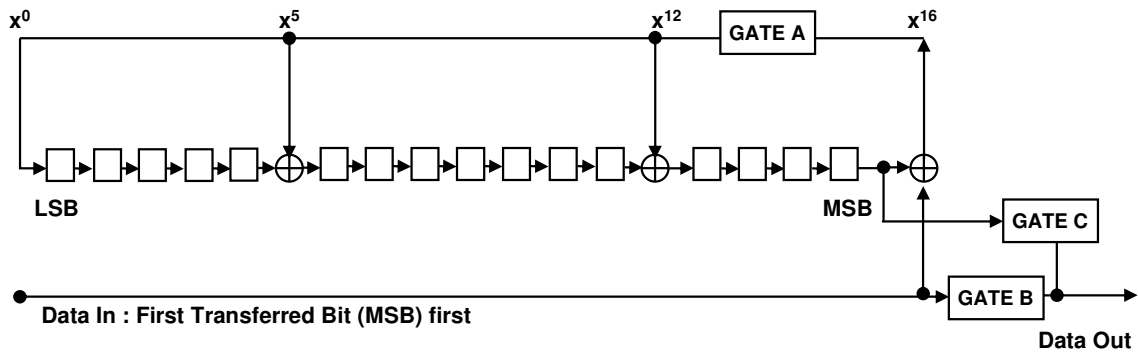 x⁰ x⁵ x¹² x¹⁶
GATE A
LSB MSB
GATE C
GATE B
Data In : First Transferred Bit (MSB) first
Data Out